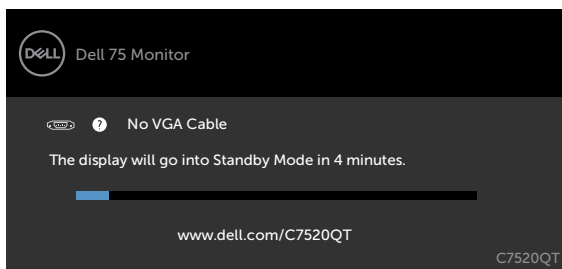 DELL
Dell 75 Monitor
? No VGA Cable
The display will go into Standby Mode in 4 minutes.
www.dell.com/C7520QT
C7520QT